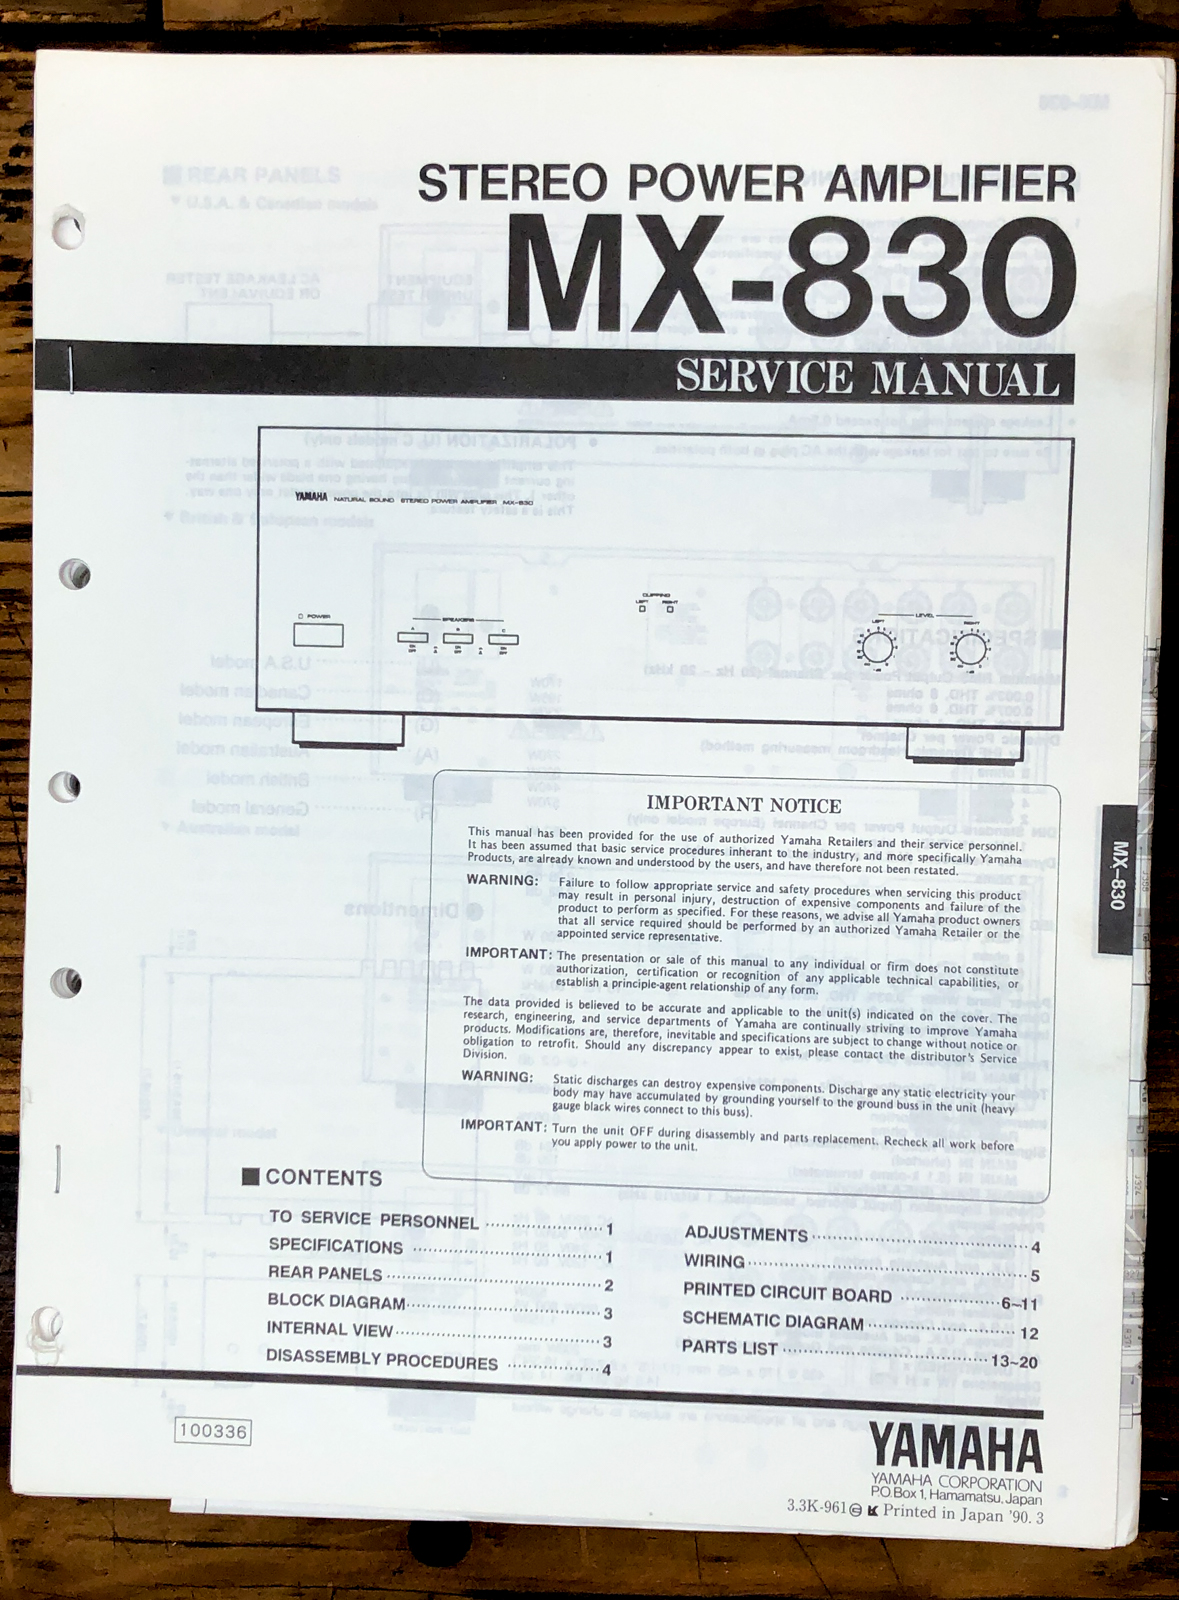 STEREO POWER AMPLIFIER
MX-830
SERVICE MANUAL
YAMAHA NATURAL SOUND STEREO POWER AMPLIFIER MX-830
POWER
SPEAKERS
A B C
ON OFF ON OFF ON OFF
CLIPPING
LEFT RIGHT
LEVEL
LEFT RIGHT
IMPORTANT NOTICE
This manual has been provided for the use of authorized Yamaha Retailers and their service personnel.
It has been assumed that basic service procedures inherant to the industry, and more specifically Yamaha
Products, are already known and understood by the users, and have therefore not been restated.
WARNING: Failure to follow appropriate service and safety procedures when servicing this product
may result in personal injury, destruction of expensive components and failure of the
product to perform as specified. For these reasons, we advise all Yamaha product owners
that all service required should be performed by an authorized Yamaha Retailer or the
appointed service representative.
IMPORTANT: The presentation or sale of this manual to any individual or firm does not constitute
authorization, certification or recognition of any applicable technical capabilities, or
establish a principle-agent relationship of any form.
The data provided is believed to be accurate and applicable to the unit(s) indicated on the cover. The
research, engineering, and service departments of Yamaha are continually striving to improve Yamaha
products. Modifications are, therefore, inevitable and specifications are subject to change without notice or
obligation to retrofit. Should any discrepancy appear to exist, please contact the distributor's Service
Division.
WARNING: Static discharges can destroy expensive components. Discharge any static electricity your
body may have accumulated by grounding yourself to the ground buss in the unit (heavy
gauge black wires connect to this buss).
IMPORTANT: Turn the unit OFF during disassembly and parts replacement. Recheck all work before
you apply power to the unit.
MX-830
■ CONTENTS
TO SERVICE PERSONNEL ······················ 1
SPECIFICATIONS ······························ 1
REAR PANELS ·································· 2
BLOCK DIAGRAM······························ 3
INTERNAL VIEW································ 3
DISASSEMBLY PROCEDURES ·················· 4
ADJUSTMENTS ·································· 4
WIRING ·········································· 5
PRINTED CIRCUIT BOARD ·················· 6~11
SCHEMATIC DIAGRAM ························ 12
PARTS LIST ······························ 13~20
100336
YAMAHA
YAMAHA CORPORATION
P.O.Box 1, Hamamatsu, Japan
3.3K-961 © Printed in Japan '90. 3